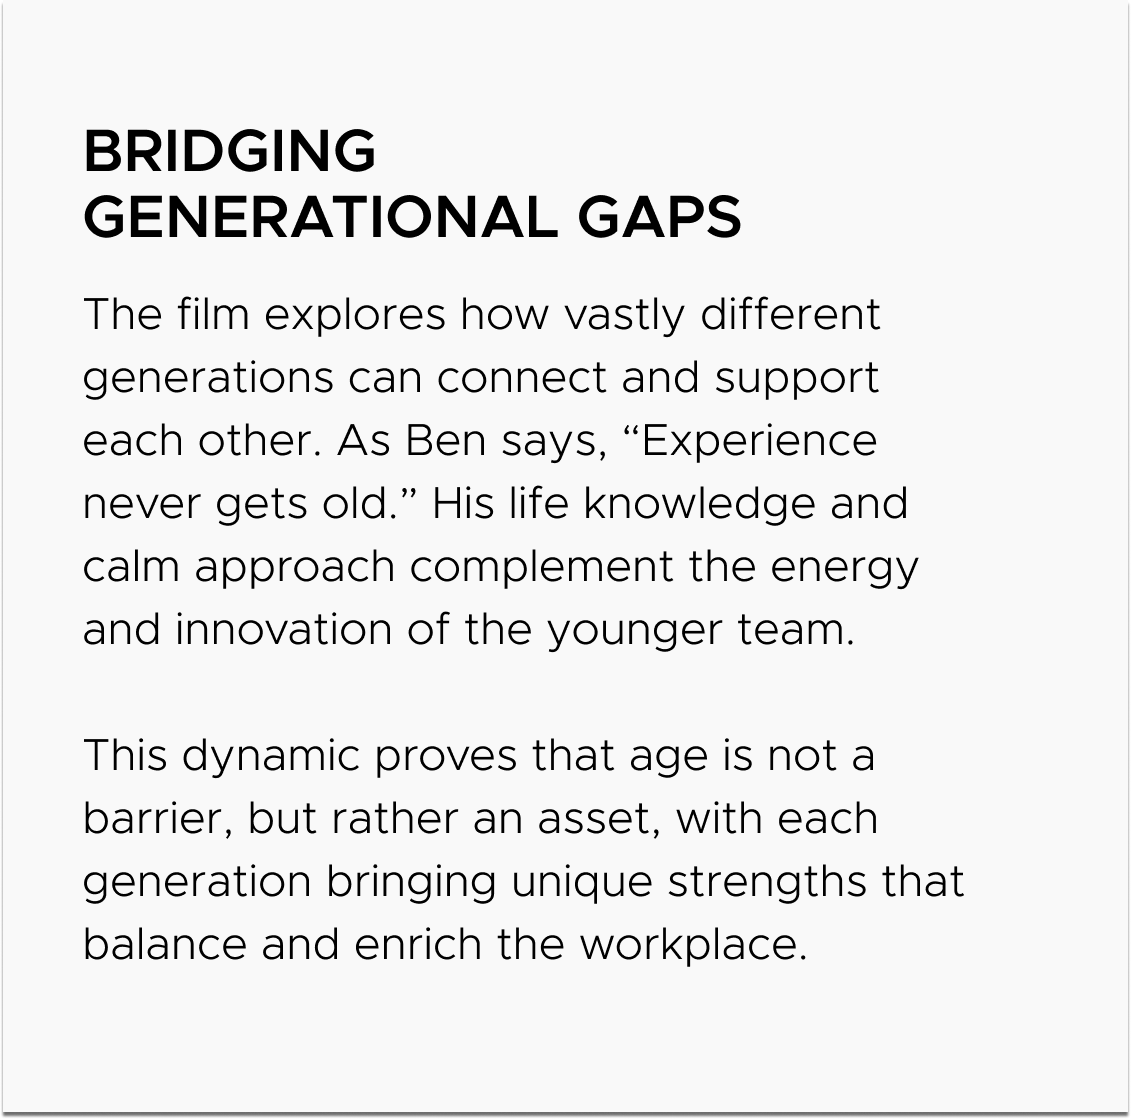 BRIDGING
GENERATIONAL GAPS
The film explores how vastly different
generations can connect and support
each other. As Ben says, “Experience
never gets old.” His life knowledge and
calm approach complement the energy
and innovation of the younger team.
This dynamic proves that age is not a
barrier, but rather an asset, with each
generation bringing unique strengths that
balance and enrich the workplace.